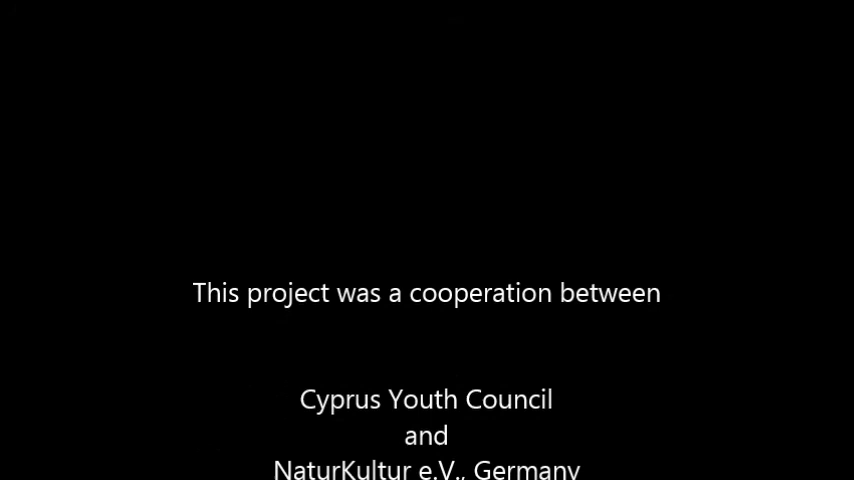 This project was a cooperation between
Cyprus Youth Council
and
NaturKultur e.V., Germany